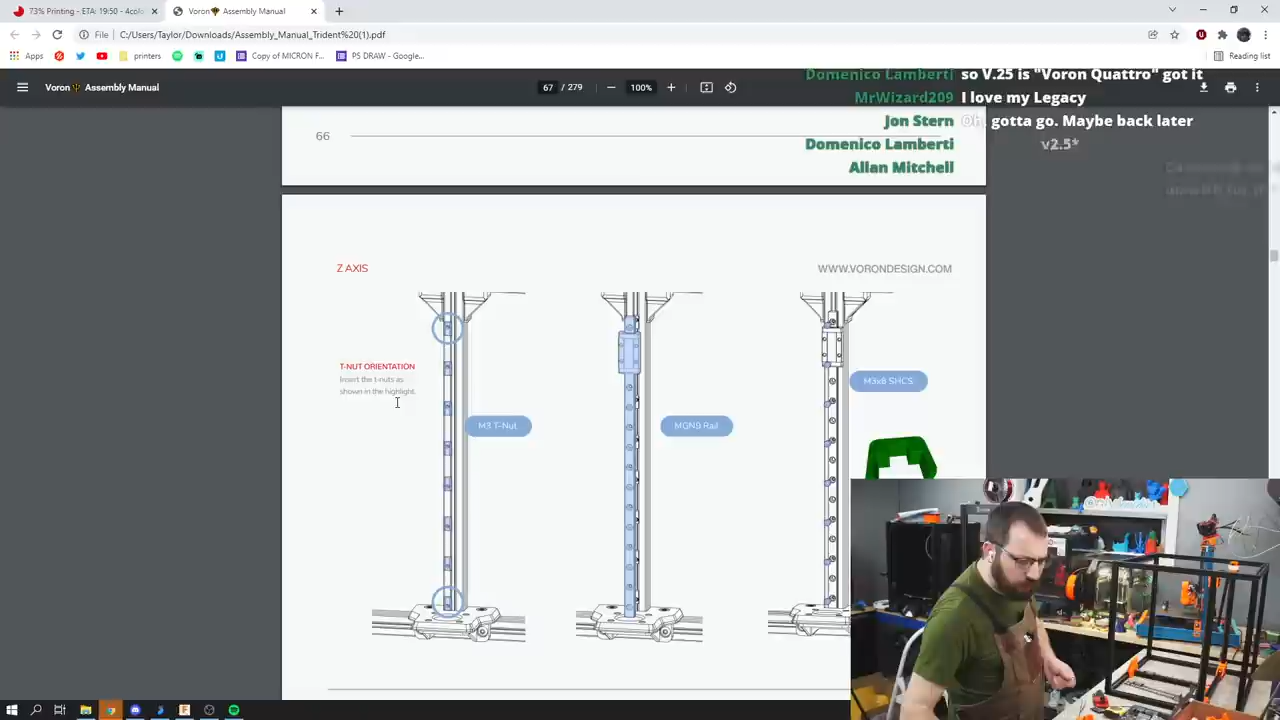 73% Printing - ETA: 19:50 - Acol
Voron Assembly Manual
File
C:/Users/Taylor/Downloads/Assembly_Manual_Trident%20(1).pdf
Apps
printers
Copy of MICRON F...
PS DRAW - Google...
Reading list
Voron Assembly Manual
67 / 279
100%
Domenico Lamberti so V.25 is "Voron Quattro" got it
MrWizard209 I love my Legacy
Jon Stern Oh, gotta go. Maybe back later
Domenico Lamberti v2.5*
Allan Mitchell
66
Z AXIS
WWW.VORONDESIGN.COM
T-NUT ORIENTATION
Insert the t-nuts as
shown in the highlight.
M3 T-Nut
MGN9 Rail
M3x8 SHCS